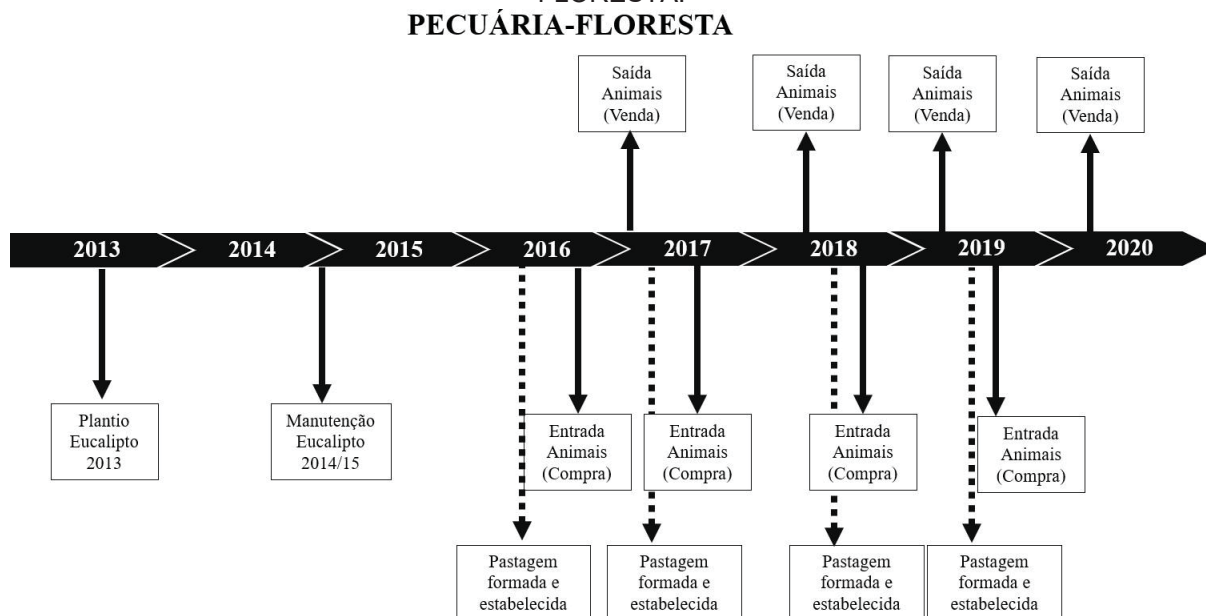 PECUÁRIA-FLORESTA
Saída
Animais
(Venda)
Saída
Animais
(Venda)
Saída
Animais
(Venda)
Saída
Animais
(Venda)
2013
2014
2015
2016
2017
2018
2019
2020
Plantio
Eucalipto
2013
Manutenção
Eucalipto
2014/15
Entrada
Animais
(Compra)
Entrada
Animais
(Compra)
Entrada
Animais
(Compra)
Entrada
Animais
(Compra)
Pastagem
formada e
estabelecida
Pastagem
formada e
estabelecida
Pastagem
formada e
estabelecida
Pastagem
formada e
estabelecida